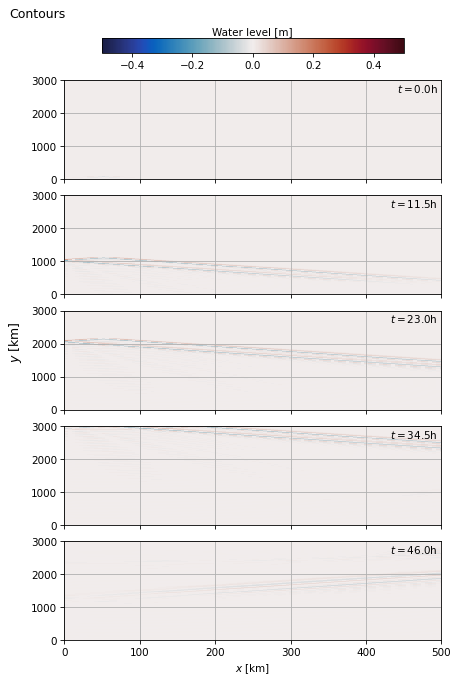 Contours
Water level [m]
−0.4 −0.2 0.0 0.2 0.4
3000
2000
1000
0
t = 0.0h
3000
2000
1000
0
t = 11.5h
y [km]
3000
2000
1000
0
t = 23.0h
3000
2000
1000
0
t = 34.5h
3000
2000
1000
0
t = 46.0h
0 100 200 300 400 500
x [km]